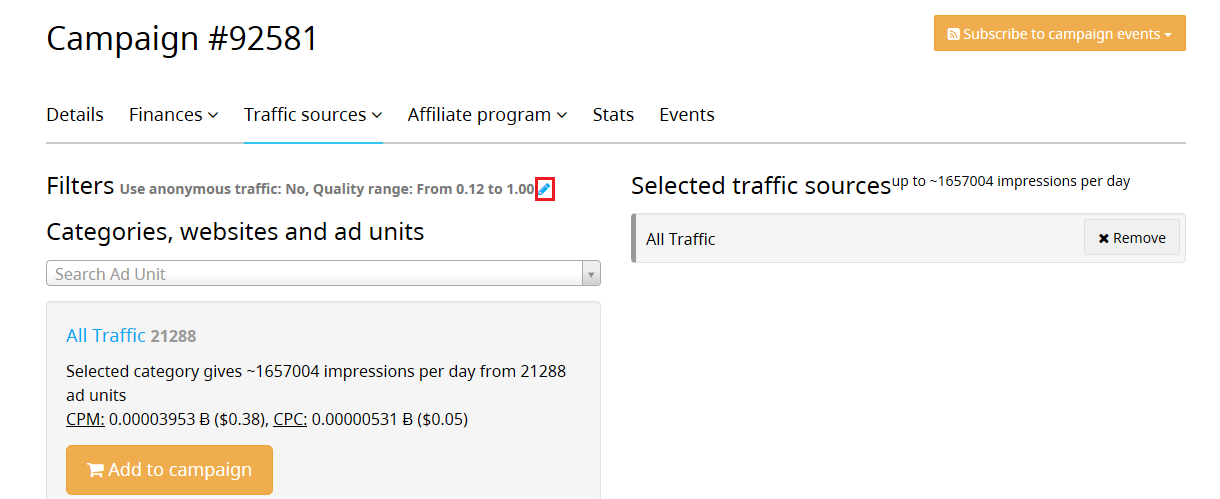 Campaign #92581
Subscribe to campaign events
Details Finances Traffic sources Affiliate program Stats Events
Filters Use anonymous traffic: No, Quality range: From 0.12 to 1.00
Categories, websites and ad units
Search Ad Unit
All Traffic 21288
Selected category gives ~1657004 impressions per day from 21288
ad units
CPM: 0.00003953 Ƀ ($0.38), CPC: 0.00000531 Ƀ ($0.05)
Add to campaign
Selected traffic sources up to ~1657004 impressions per day
All Traffic
Remove